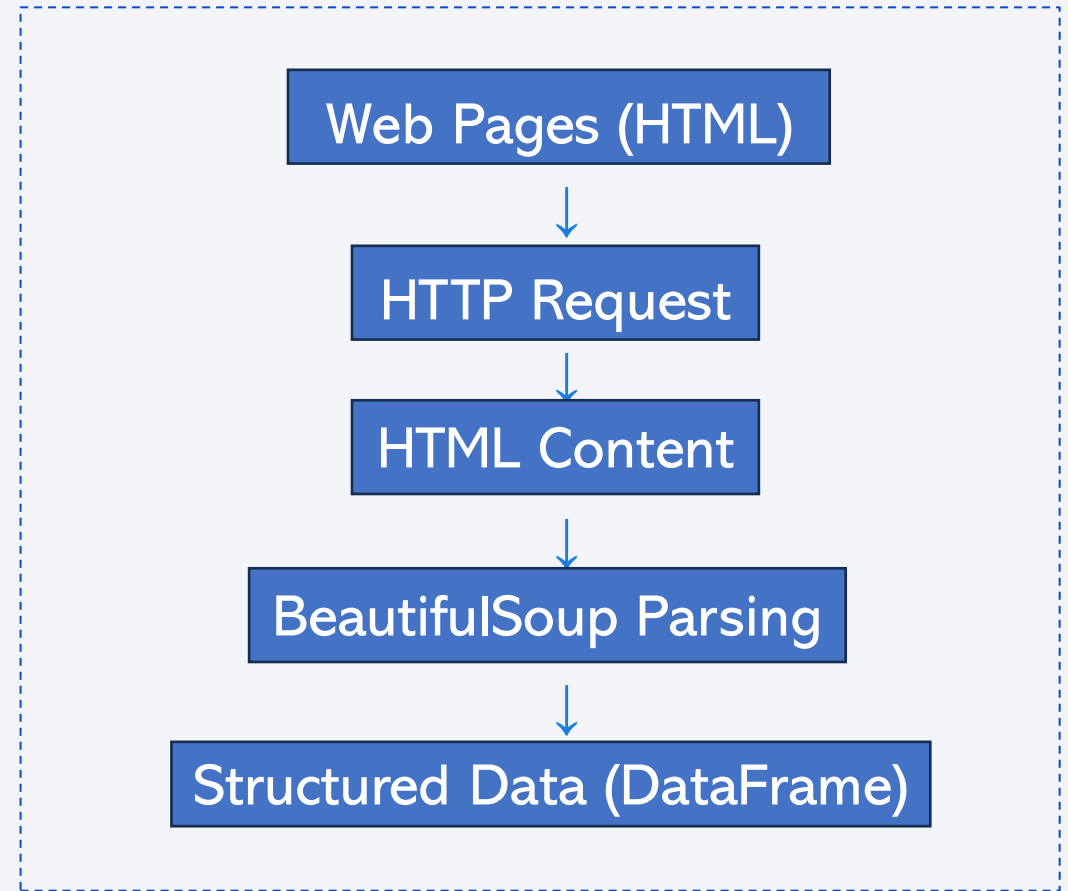 Web Pages (HTML)
↓
HTTP Request
↓
HTML Content
↓
BeautifulSoup Parsing
↓
Structured Data (DataFrame)